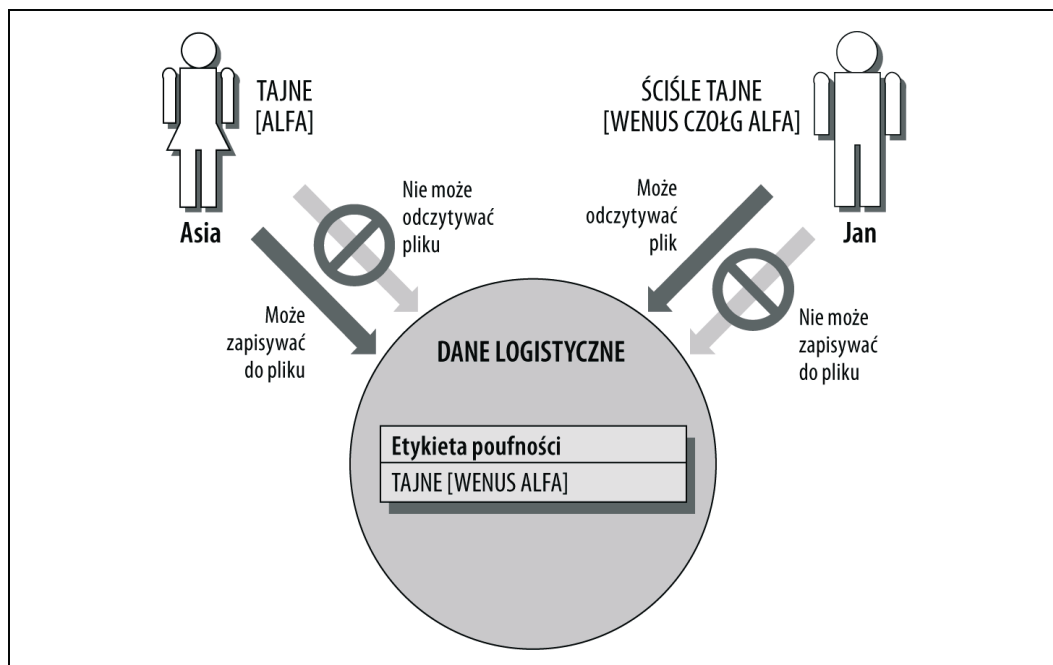 TAJNE
[ALFA]
Asia
Nie może
odczytywać
pliku
Może
zapisywać
do pliku
ŚCIŚLE TAJNE
[WENUS CZOŁG ALFA]
Jan
Może
odczytywać
plik
Nie może
zapisywać
do pliku
DANE LOGISTYCZNE
Etykieta poufności
TAJNE [WENUS ALFA]